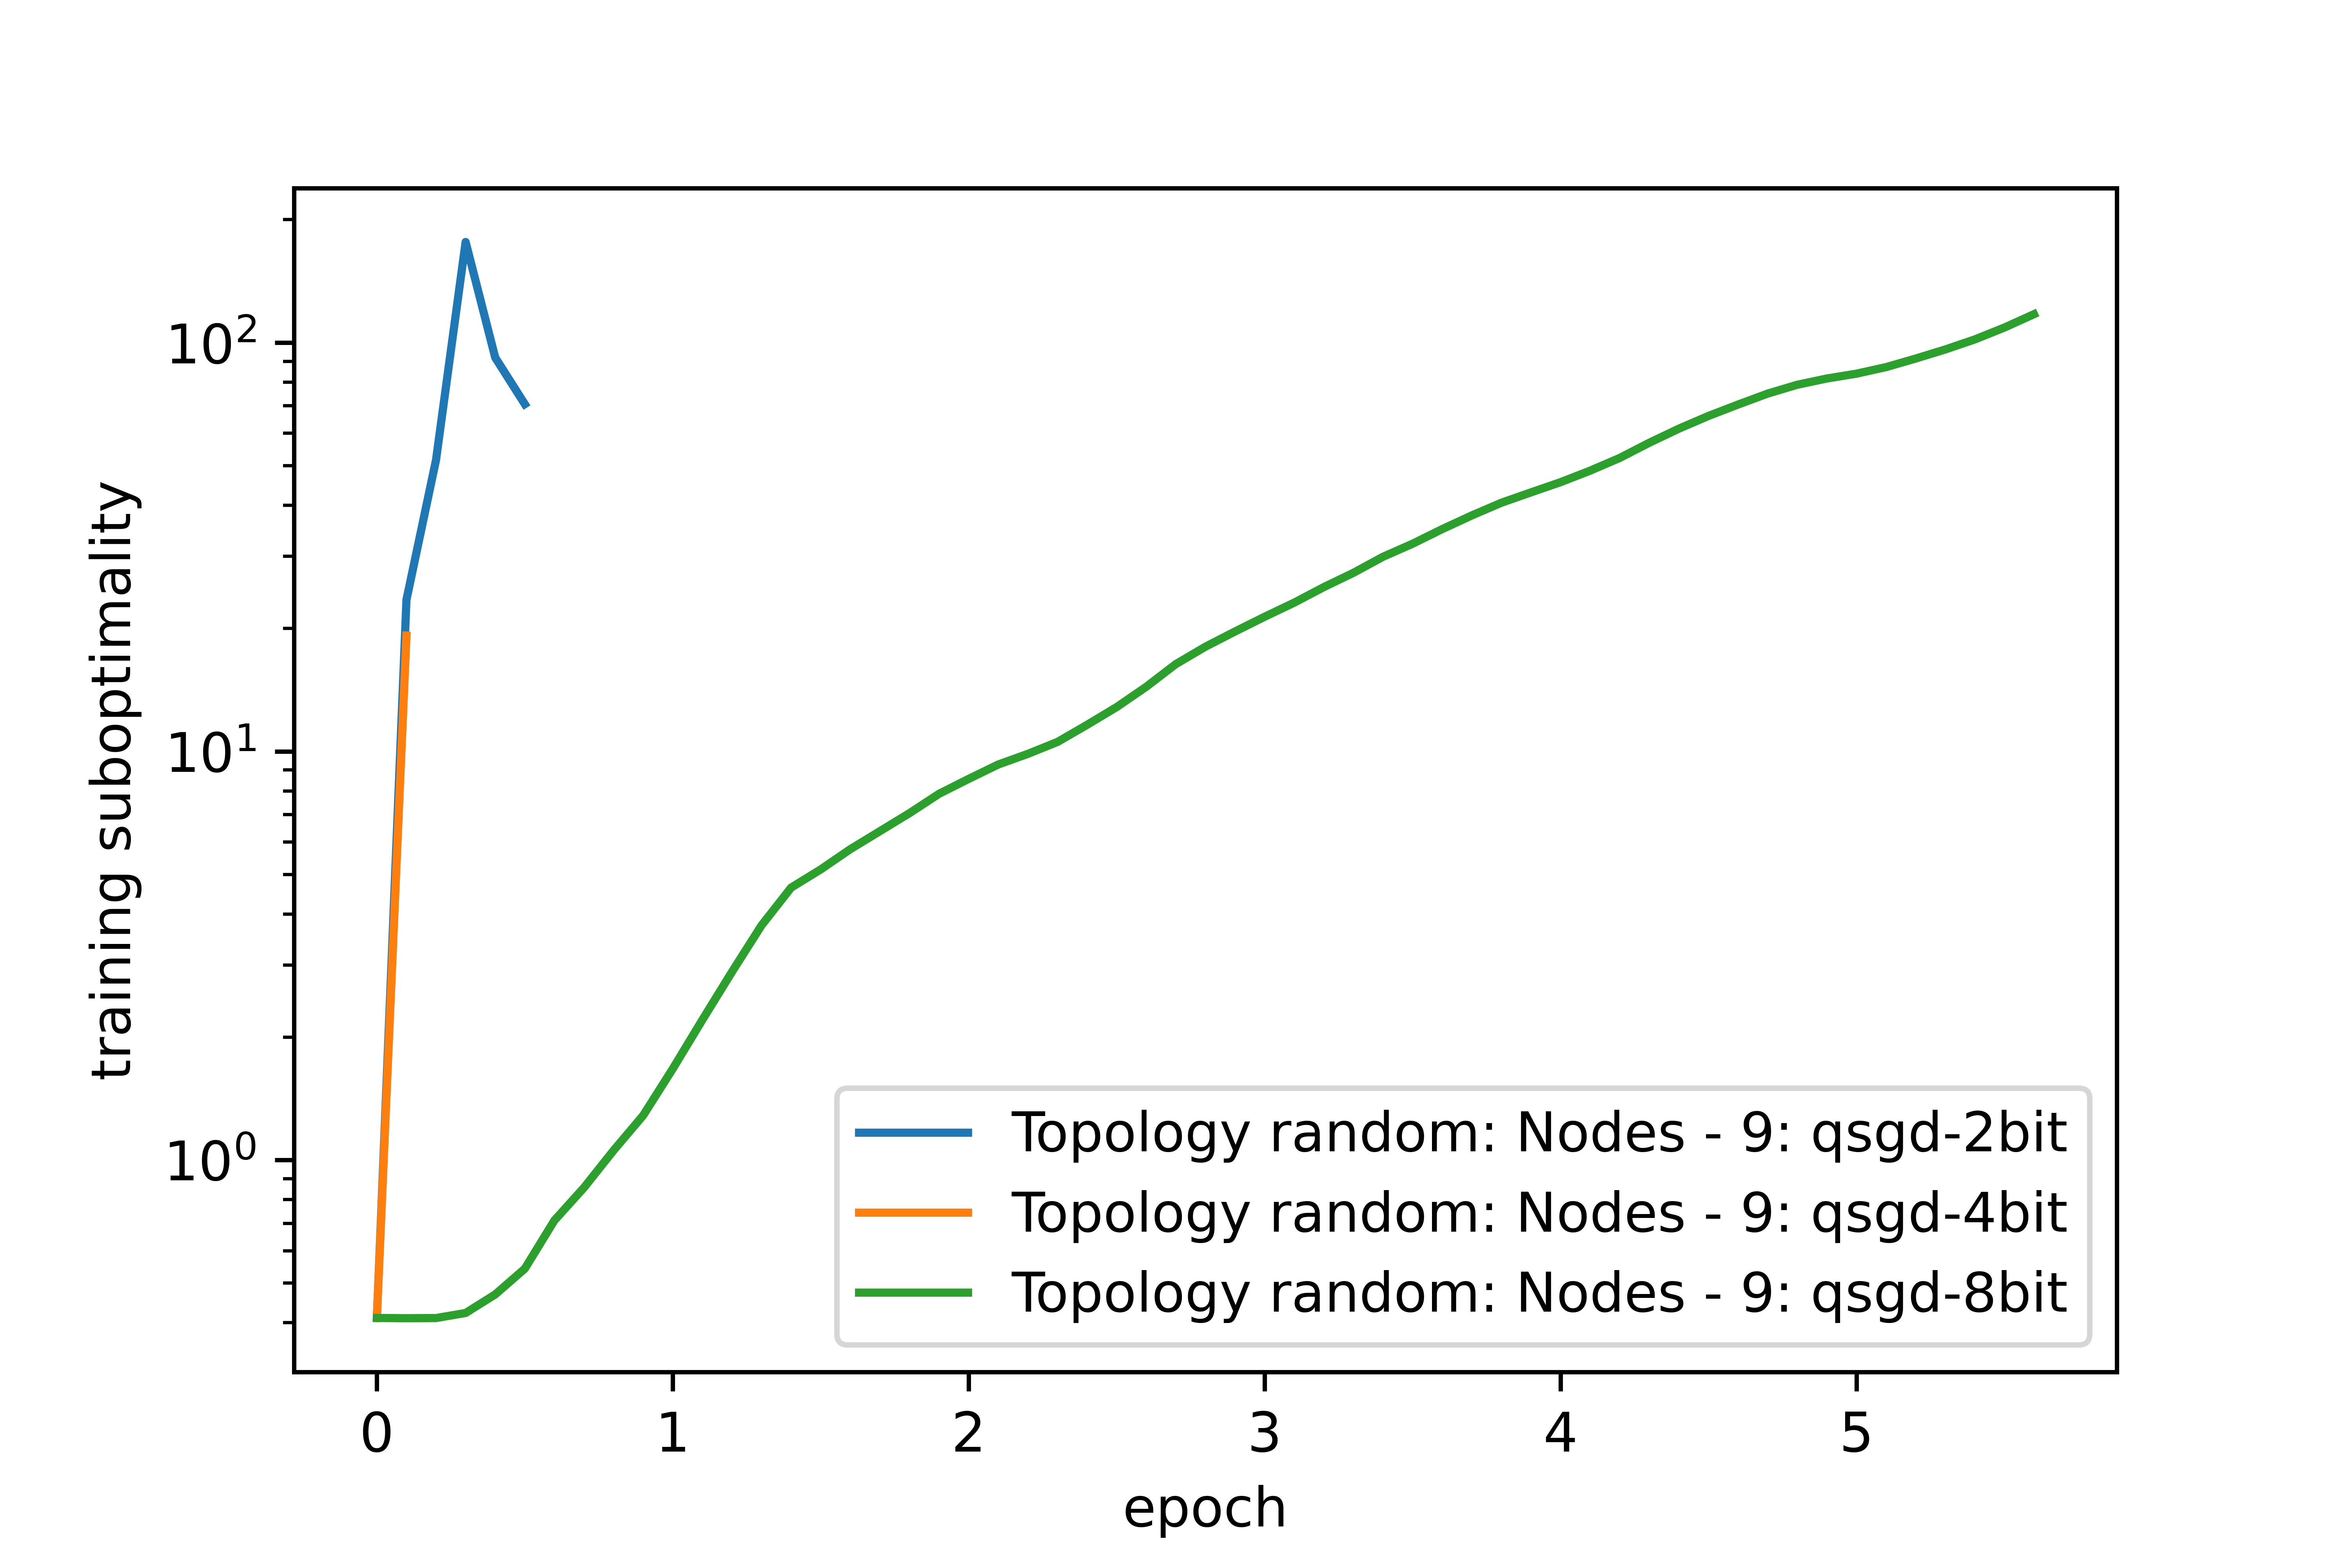 training suboptimality
10²
10¹
10⁰
Topology random: Nodes - 9: qsgd-2bit
Topology random: Nodes - 9: qsgd-4bit
Topology random: Nodes - 9: qsgd-8bit
0 1 2 3 4 5
epoch